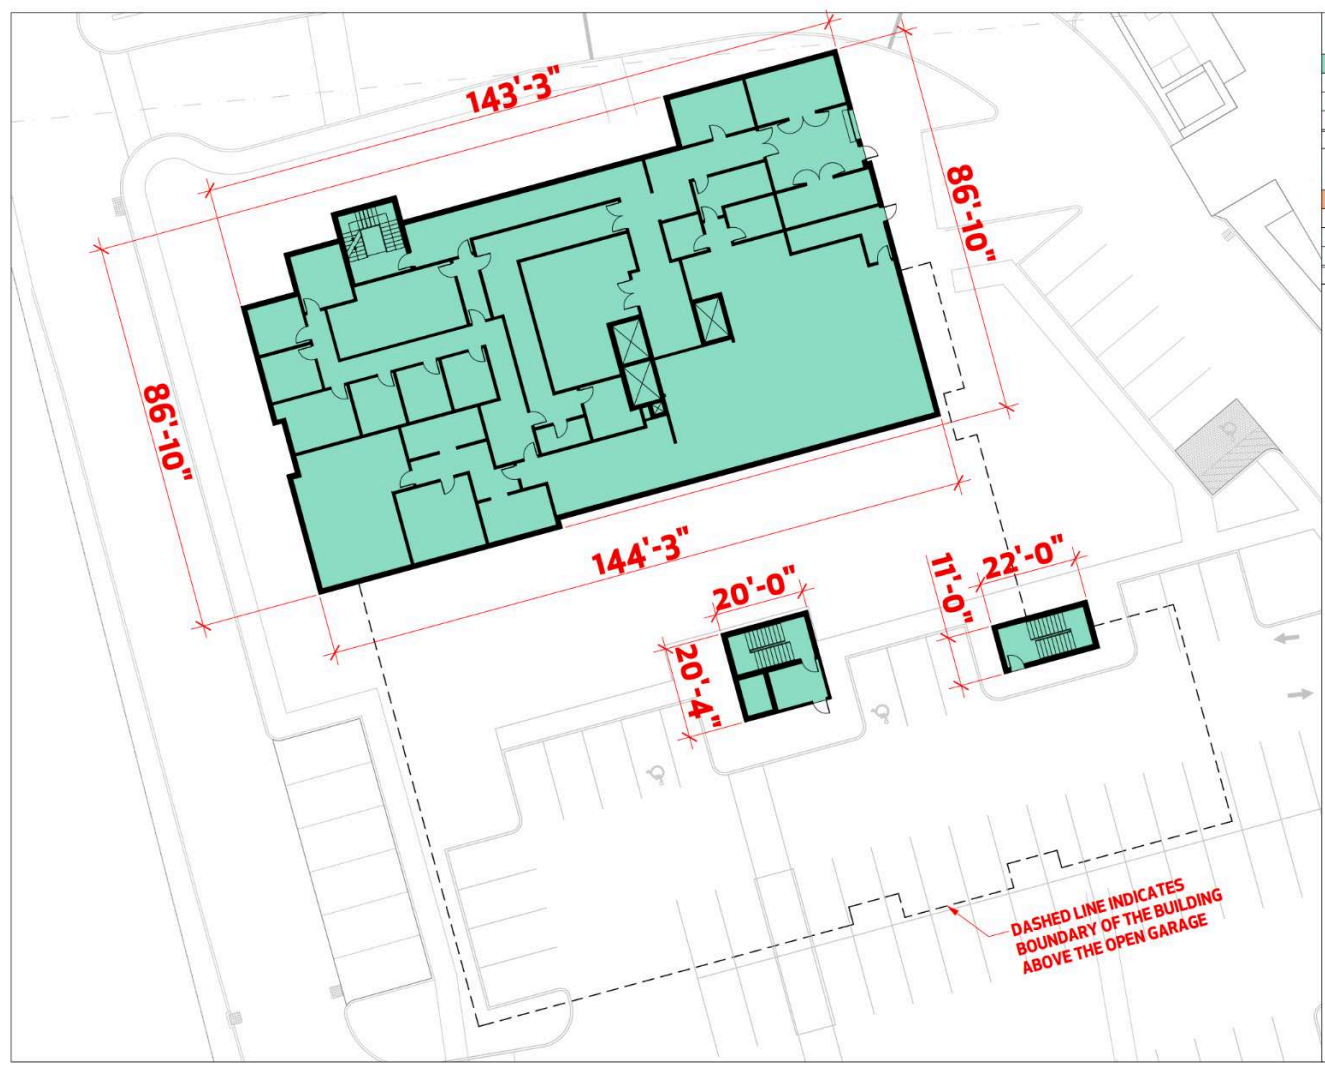 143'-3"
86'-10"
86'-10"
144'-3"
11'-0"
22'-0"
20'-0"
20'-4"
DASHED LINE INDICATES
BOUNDARY OF THE BUILDING
ABOVE THE OPEN GARAGE